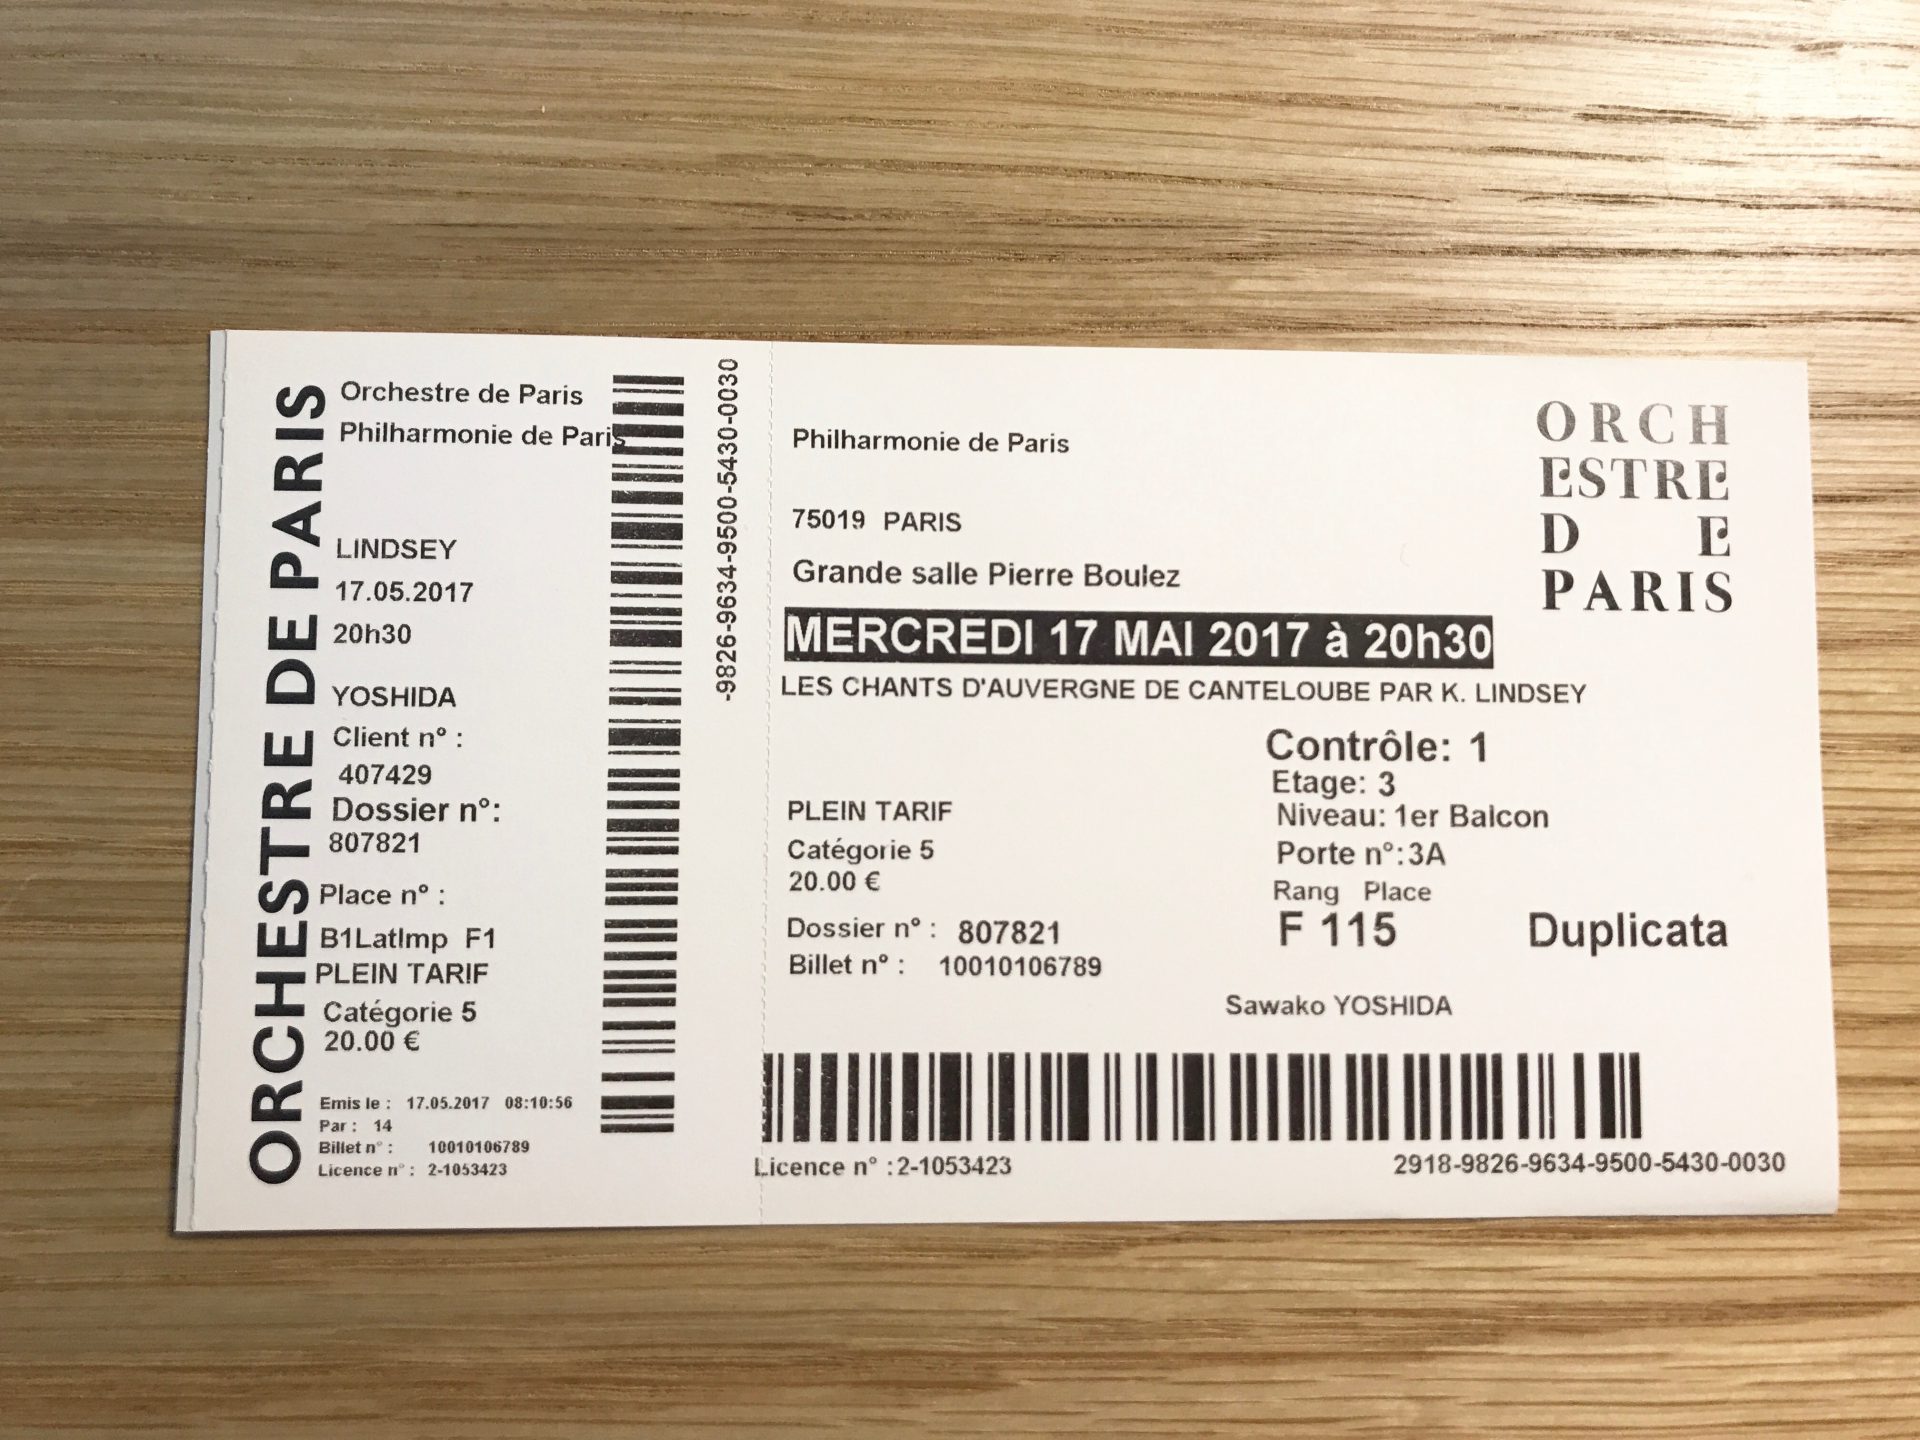 ORCHESTRE DE PARIS
Orchestre de Paris
Philharmonie de Paris
LINDSEY
17.05.2017
20h30
YOSHIDA
Client n° :
407429
Dossier n°:
807821
Place n° :
B1LatImp F1
PLEIN TARIF
Catégorie 5
20.00 €
Emis le : 17.05.2017 08:10:56
Par : 14
Billet n° : 10010106789
Licence n° : 2-1053423
-9826-9634-9500-5430-0030
Philharmonie de Paris
75019 PARIS
Grande salle Pierre Boulez
MERCREDI 17 MAI 2017 à 20h30
LES CHANTS D'AUVERGNE DE CANTELOUBE PAR K. LINDSEY
ORCH
ESTRE
D E
PARIS
Contrôle: 1
Etage: 3
Niveau: 1er Balcon
Porte n°:3A
Rang Place
F 115
PLEIN TARIF
Catégorie 5
20.00 €
Dossier n° : 807821
Billet n° : 10010106789
Duplicata
Sawako YOSHIDA
Licence n° :2-1053423
2918-9826-9634-9500-5430-0030